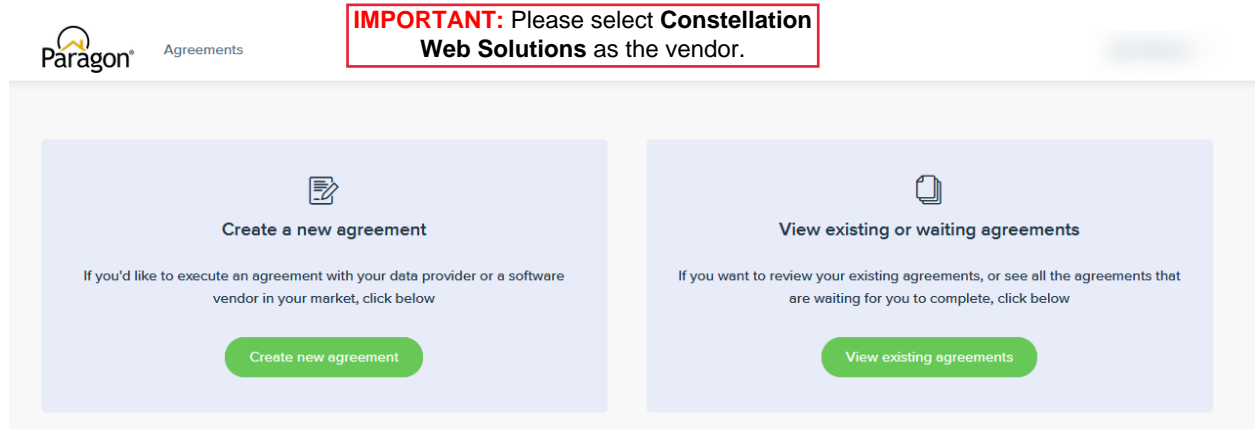 IMPORTANT: Please select Constellation
Web Solutions as the vendor.
Paragon®
Agreements
Create a new agreement
If you'd like to execute an agreement with your data provider or a software
vendor in your market, click below
Create new agreement
View existing or waiting agreements
If you want to review your existing agreements, or see all the agreements that
are waiting for you to complete, click below
View existing agreements